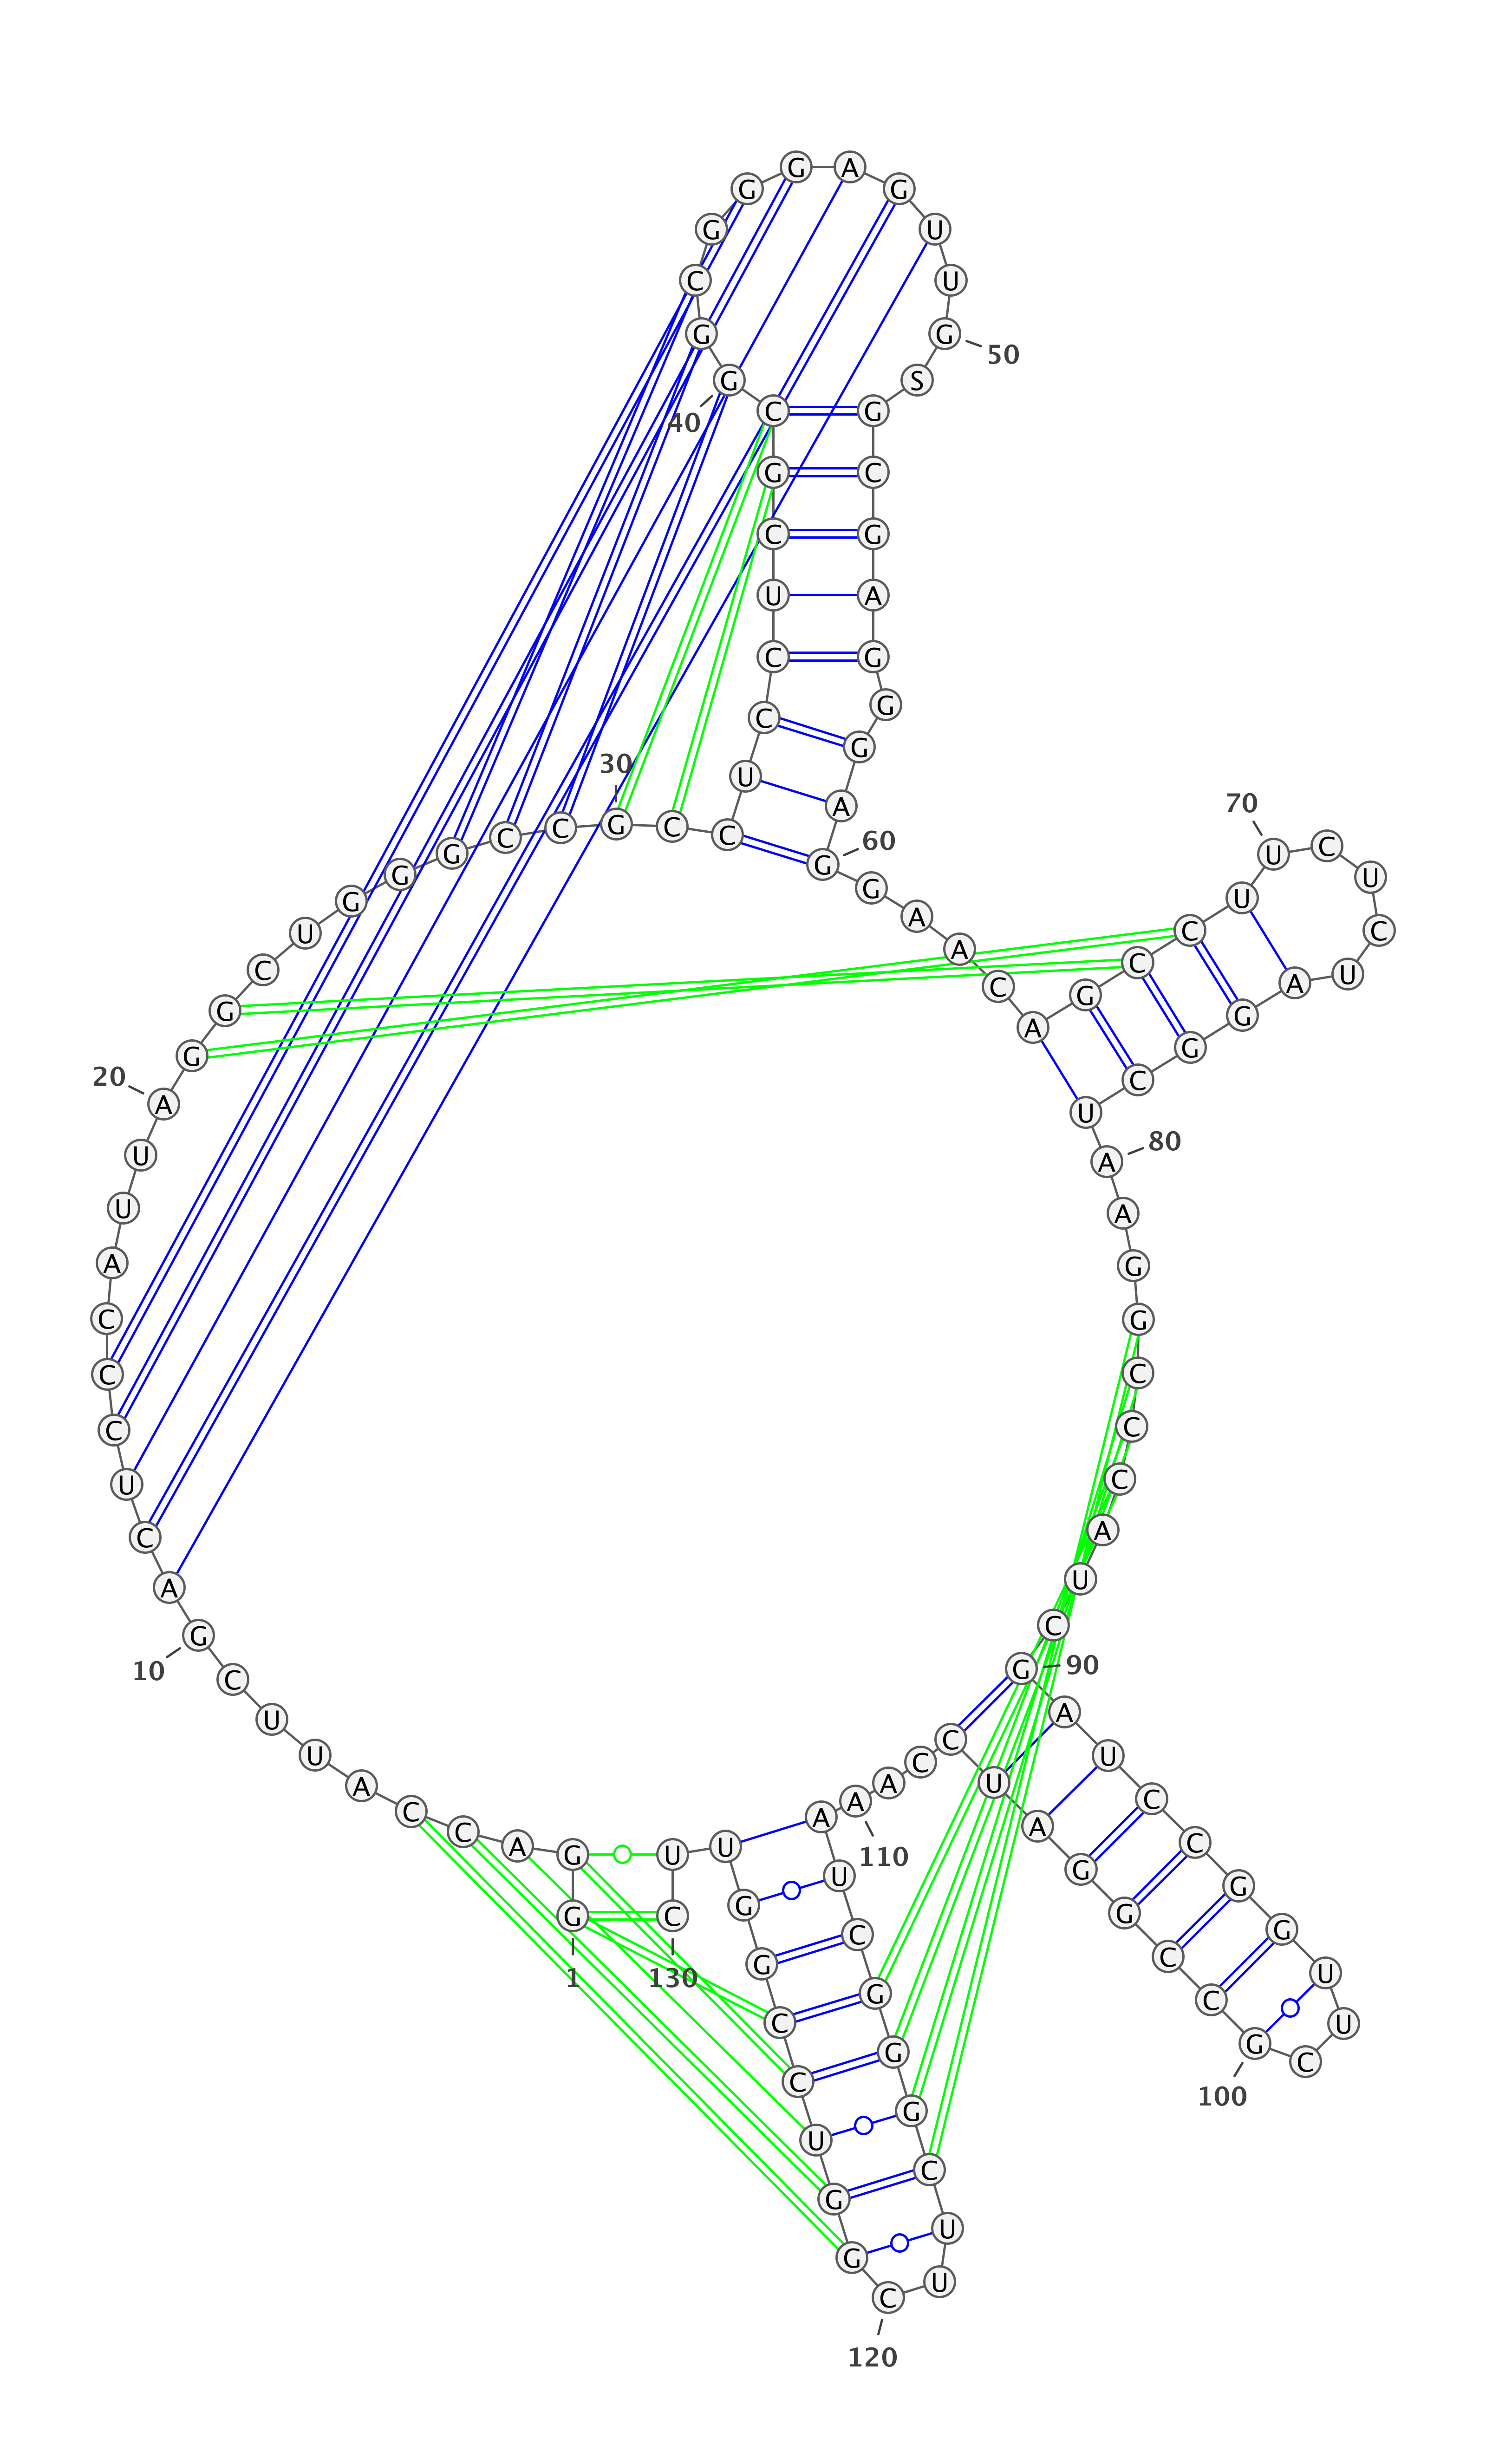 1
G G A C C A U U C G
10
A C U C C C A U U A
20
G G C U G G G C C G
30
C C U C C U C G C G
40
G C G G G A G U U G
50
S G C G A G G G A G
60
G A A C A G C C U U
70
C U C U A G G C U A
80
A G G C C C A U C G
90
A U C C G G U U C G
100
C C G G A U C C A A
110
A U C G G G C U U C
120
G G U C C G G U U C
130